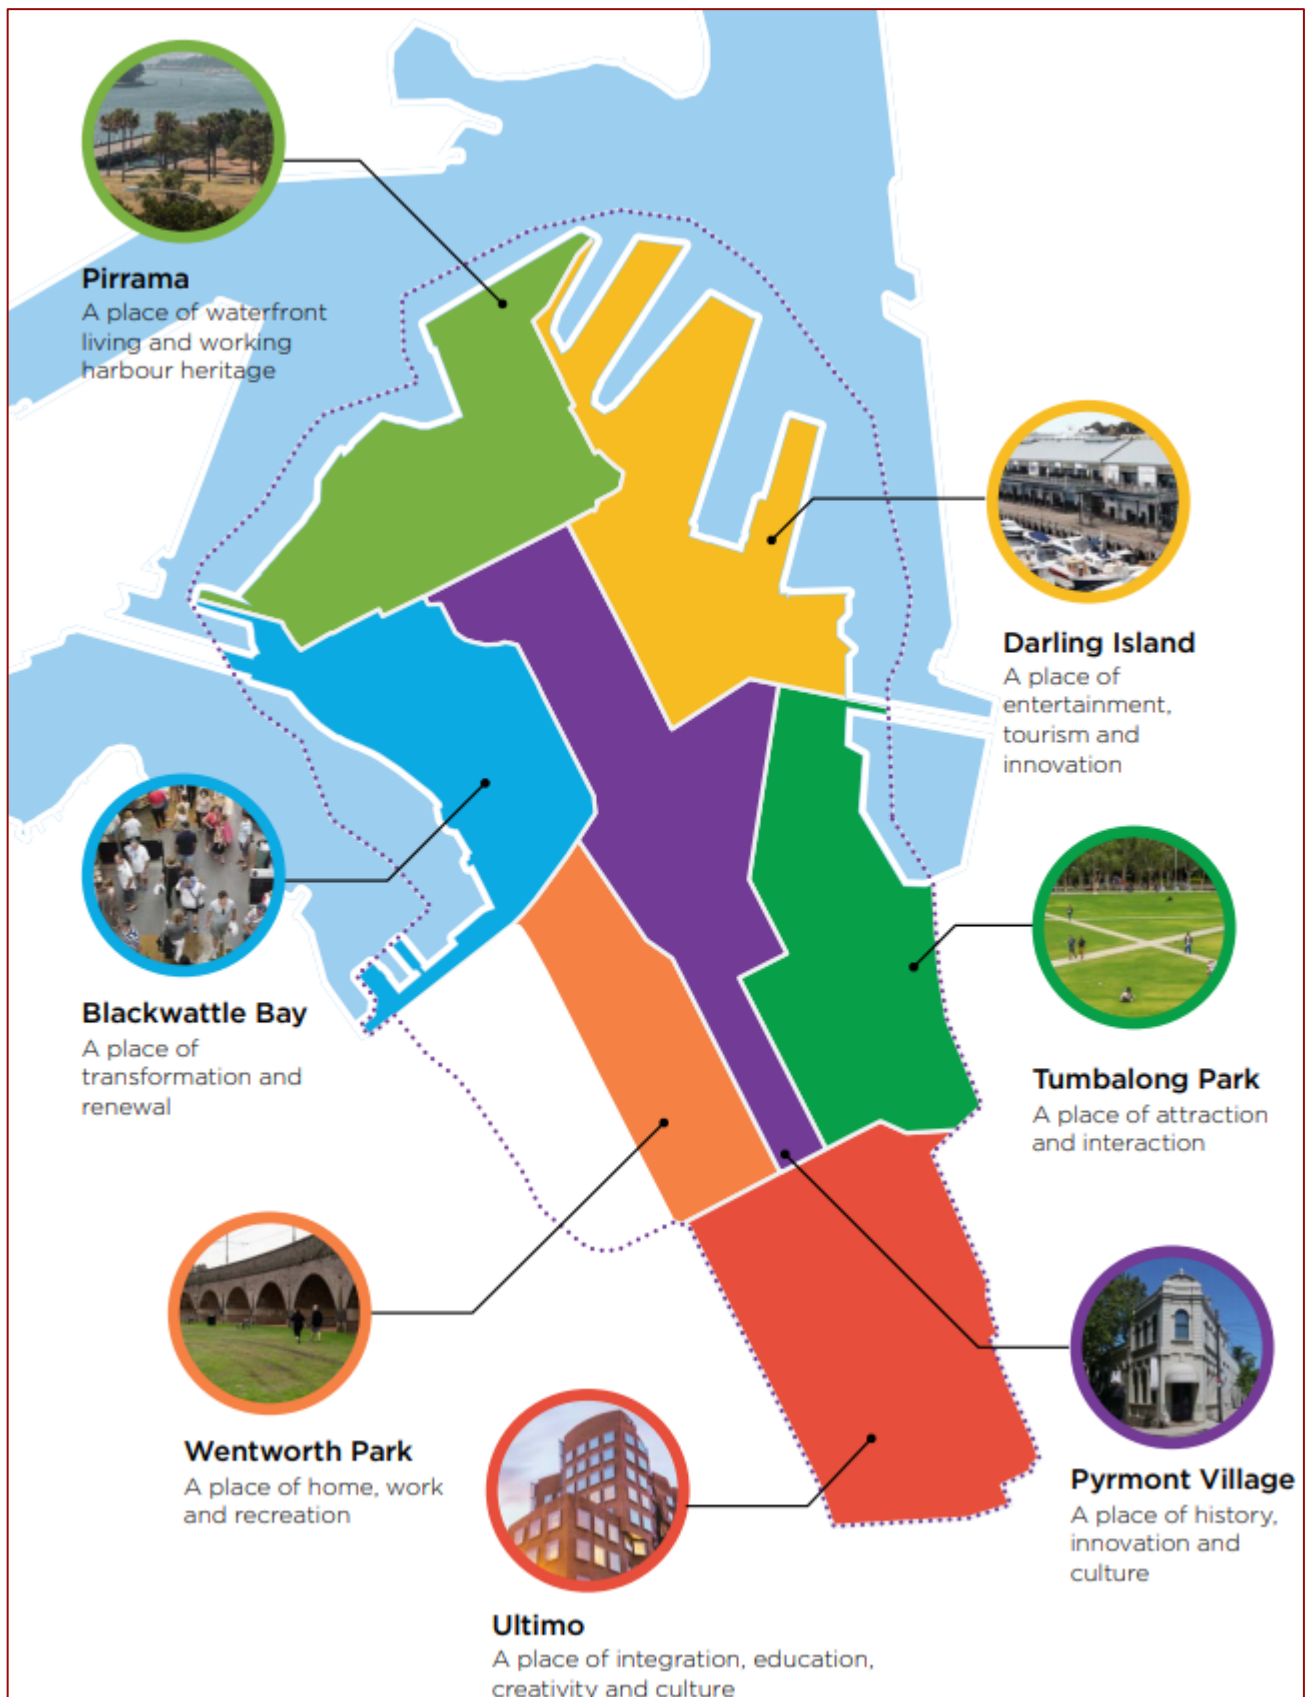 Pirrama
A place of waterfront
living and working
harbour heritage
Darling Island
A place of
entertainment,
tourism and
innovation
Blackwattle Bay
A place of
transformation and
renewal
Tumbalong Park
A place of attraction
and interaction
Wentworth Park
A place of home, work
and recreation
Pyrmont Village
A place of history,
innovation and
culture
Ultimo
A place of integration, education,
creativity and culture